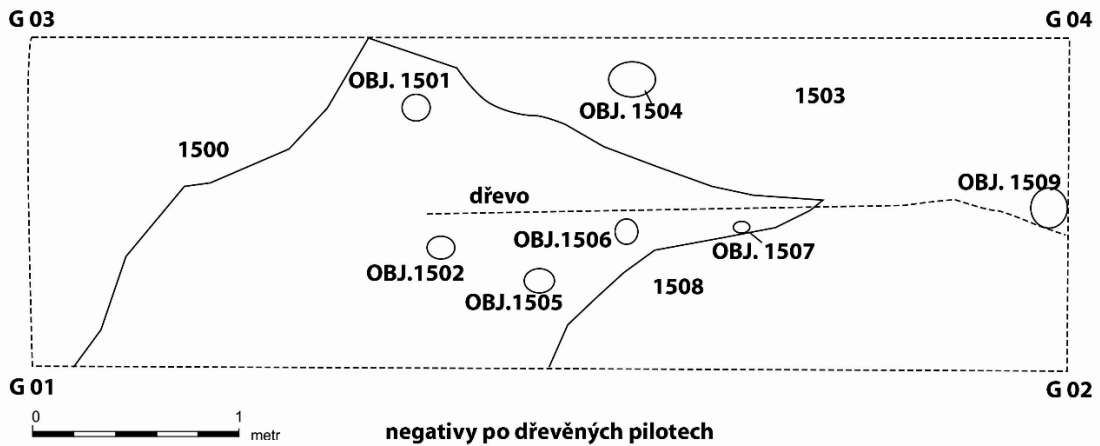 G 03
G 04
OBJ. 1501
OBJ. 1504
1503
1500
OBJ. 1509
dřevo
OBJ. 1506
OBJ. 1507
OBJ.1502
OBJ.1505
1508
G 01
G 02
0
1
metr
negativy po dřevěných pilotech